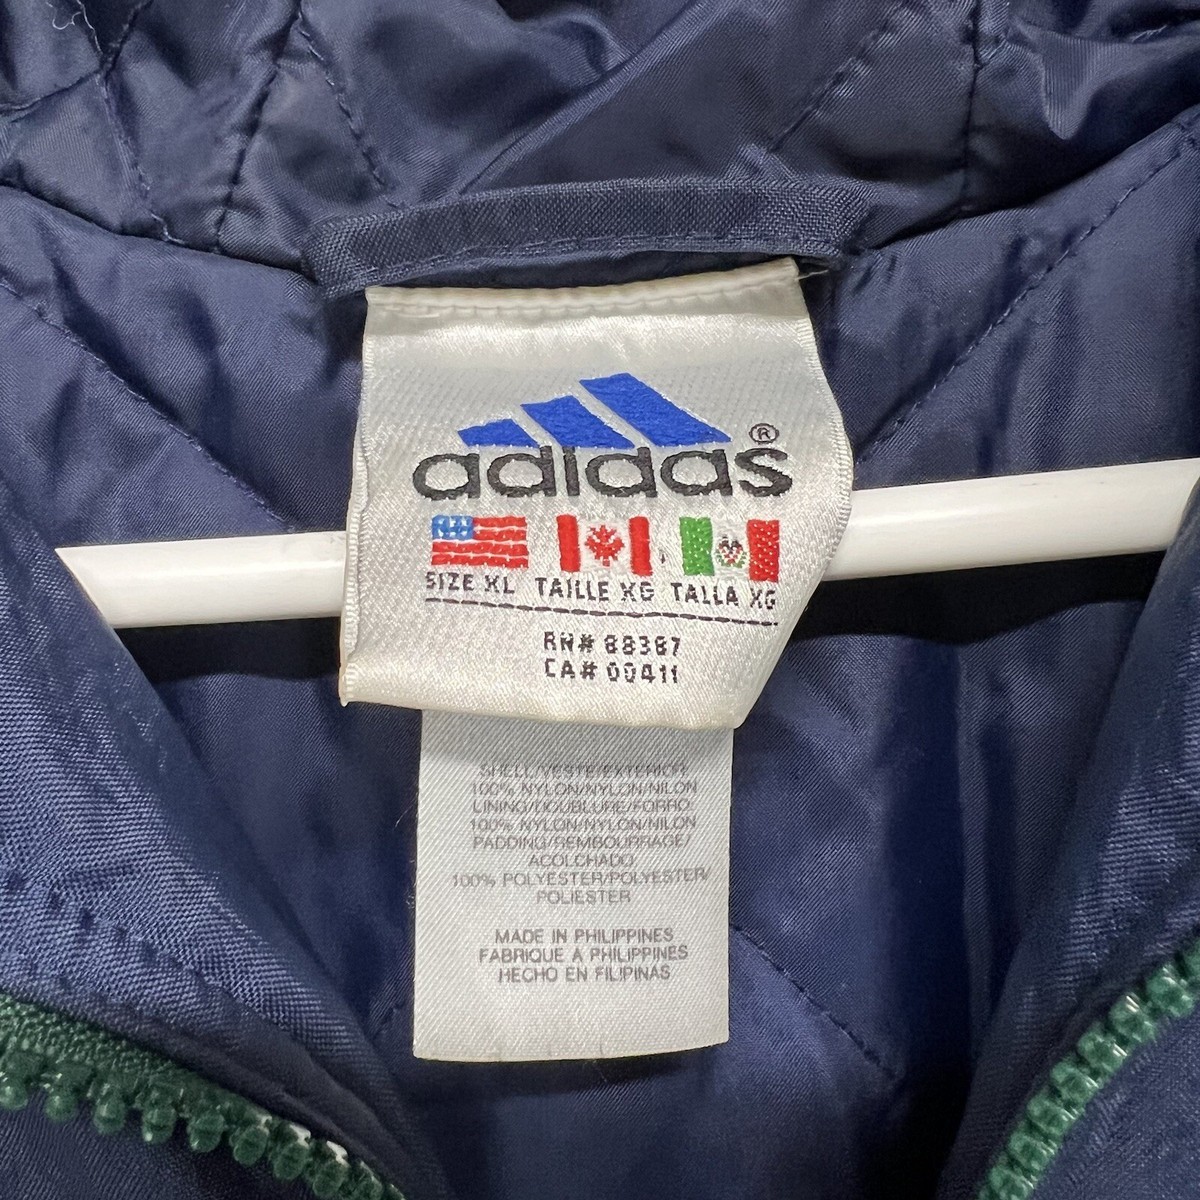 adidas®
SIZE XL TAILLE XG TALLA XG
RN# 88387
CA# 00411
SHELL/VESTE/EXTERIOR:
100% NYLON/NYLON/NILON
LINING/DOUBLURE/FORRO:
100% NYLON/NYLON/NILON
PADDING/REMBOURRAGE/
ACOLCHADO
100% POLYESTER/POLYESTER/
POLIESTER
MADE IN PHILIPPINES
FABRIQUE A PHILIPPINES
HECHO EN FILIPINAS